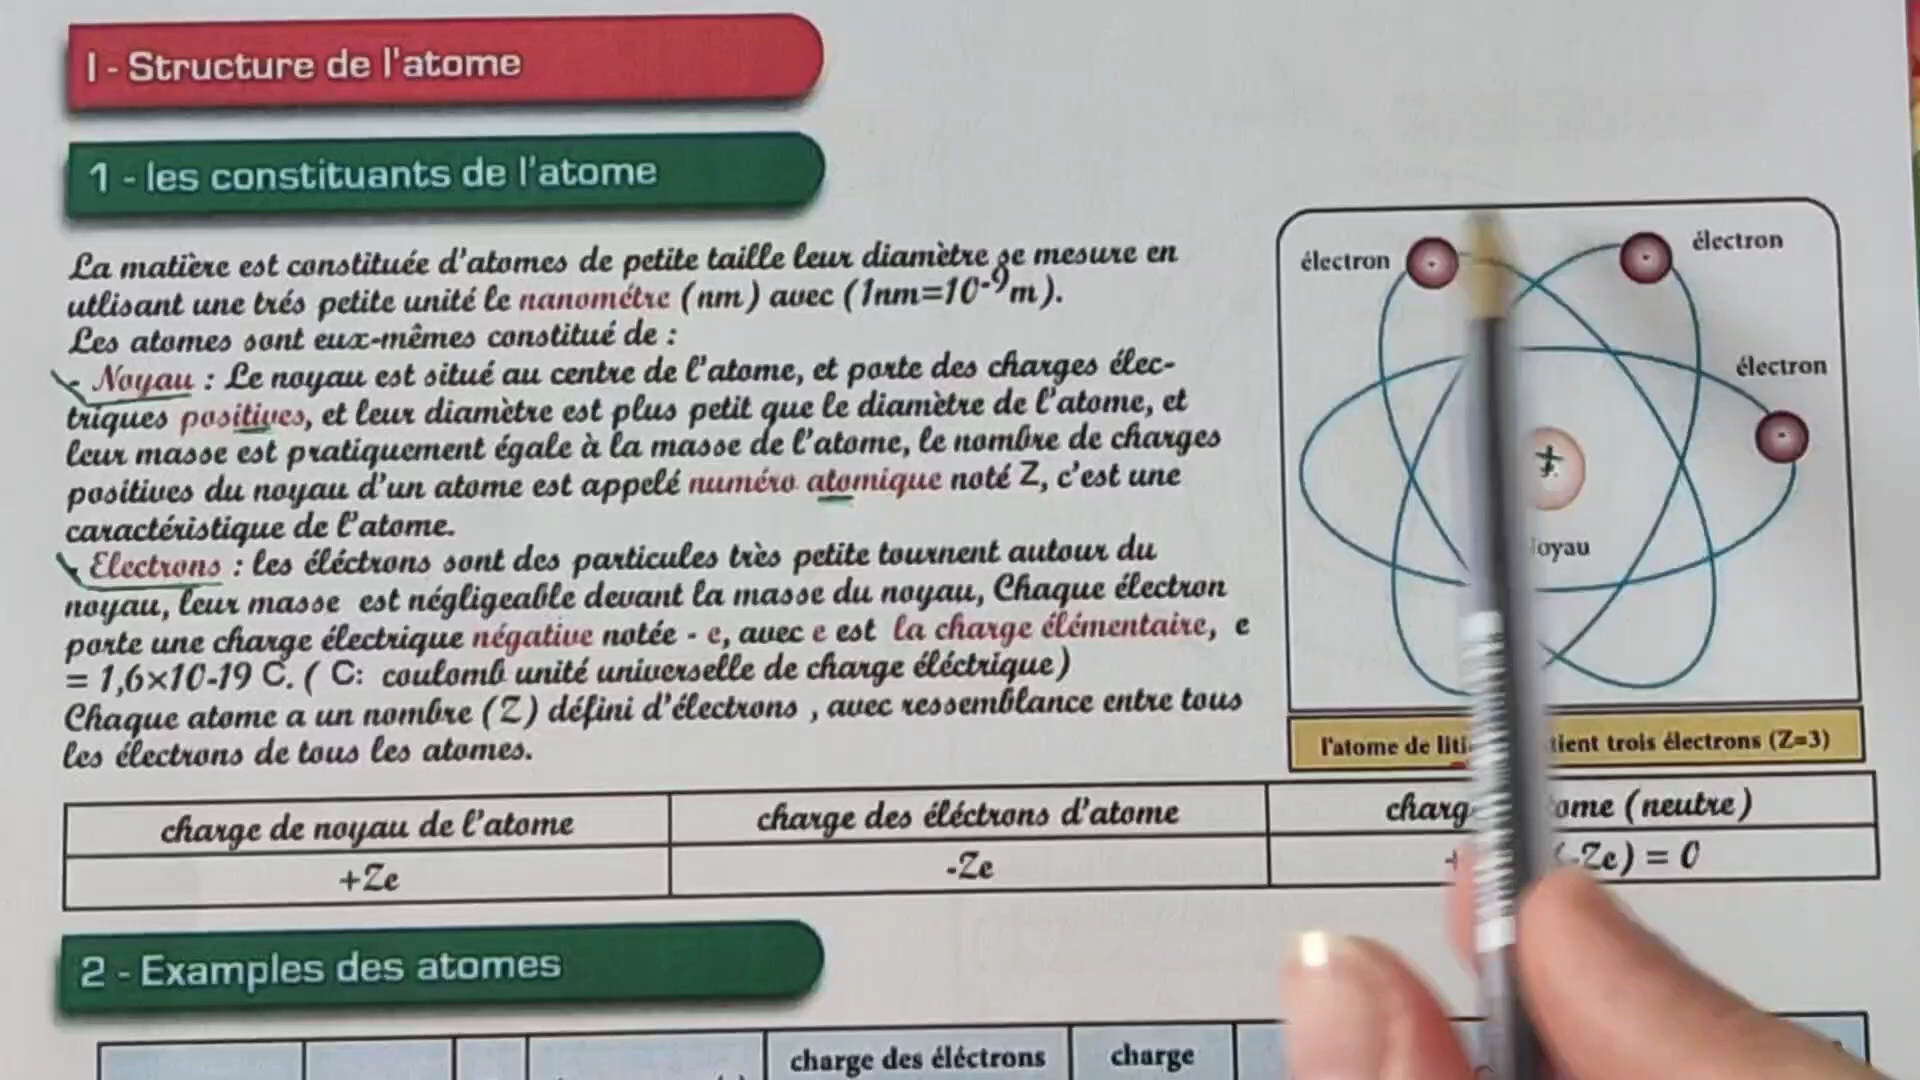 I - Structure de l'atome
1 - les constituants de l'atome
La matière est constituée d'atomes de petite taille leur diamètre se mesure en
utlisant une trés petite unité le nanométre (nm) avec (1nm=10-9m).
Les atomes sont eux-mêmes constitué de :
- Noyau : Le noyau est situé au centre de l'atome, et porte des charges élec-
triques positives, et leur diamètre est plus petit que le diamètre de l'atome, et
leur masse est pratiquement égale à la masse de l'atome, le nombre de charges
positives du noyau d'un atome est appelé numéro atomique noté Z, c'est une
caractéristique de l'atome.
- Electrons : les éléctrons sont des particules très petite tournent autour du
noyau, leur masse est négligeable devant la masse du noyau, Chaque électron
porte une charge électrique négative notée - e, avec e est la charge élémentaire, e
= 1,6×10-19 C. ( C: coulomb unité universelle de charge éléctrique)
Chaque atome a un nombre (Z) défini d'électrons , avec ressemblance entre tous
les électrons de tous les atomes.
électron
électron
électron
+
oyau
l'atome de liti tient trois électrons (Z=3)
charge de noyau de l'atome charge des éléctrons d'atome charg ome (neutre)
+Ze -Ze + (-Ze) = 0
2 - Examples des atomes
charge des éléctrons charge